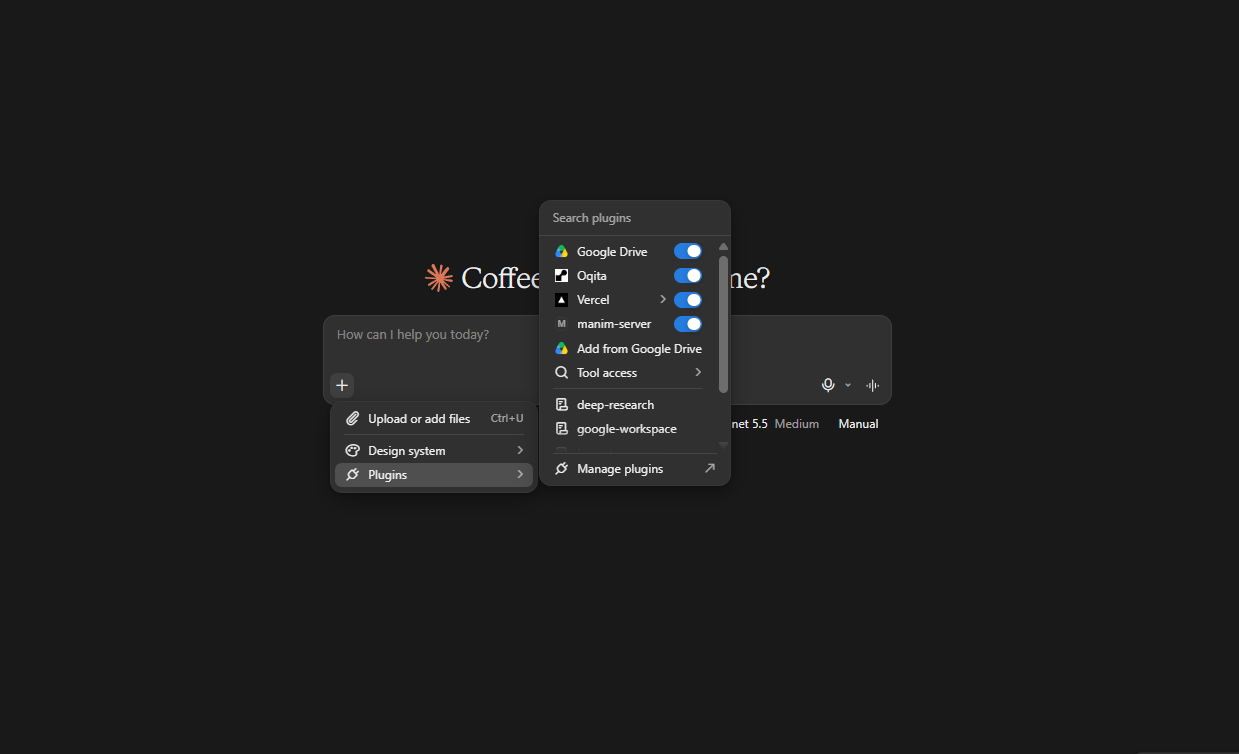 Search plugins
Google Drive
Oqita
Coffee
?
Vercel
M manim-server
How can I help you today?
Add from Google Drive
Tool access
deep-research
Upload or add files Ctrl+U
google-workspace
5.5 Medium Manual
Design system
Manage plugins
Plugins